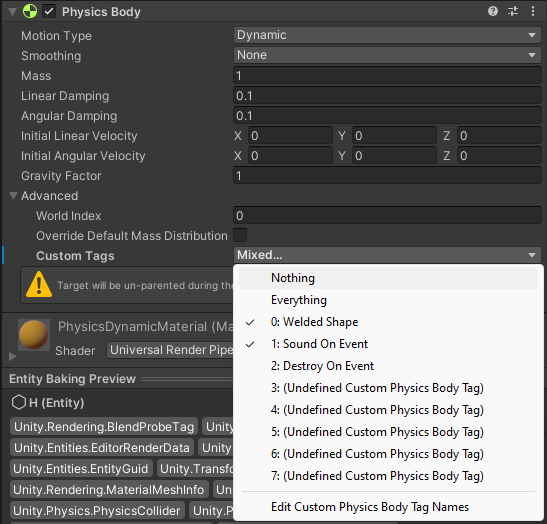 Physics Body
Motion Type Dynamic
Smoothing None
Mass 1
Linear Damping 0.1
Angular Damping 0.1
Initial Linear Velocity X 0 Y 0 Z 0
Initial Angular Velocity X 0 Y 0 Z 0
Gravity Factor 1
Advanced
World Index 0
Override Default Mass Distribution
Custom Tags Mixed...
Nothing
Everything
0: Welded Shape
1: Sound On Event
2: Destroy On Event
3: (Undefined Custom Physics Body Tag)
4: (Undefined Custom Physics Body Tag)
5: (Undefined Custom Physics Body Tag)
6: (Undefined Custom Physics Body Tag)
7: (Undefined Custom Physics Body Tag)
Edit Custom Physics Body Tag Names
Target will be un-parented during the
PhysicsDynamicMaterial (Ma
Shader Universal Render Pipe
Entity Baking Preview
H (Entity)
Unity.Rendering.BlendProbeTag
Unity.Entities.EditorRenderData U
Unity.Entities.EntityGuid Unity.Transfo
Unity.Rendering.MaterialMeshInfo U
Unity.Physics.PhysicsCollider Unity.P